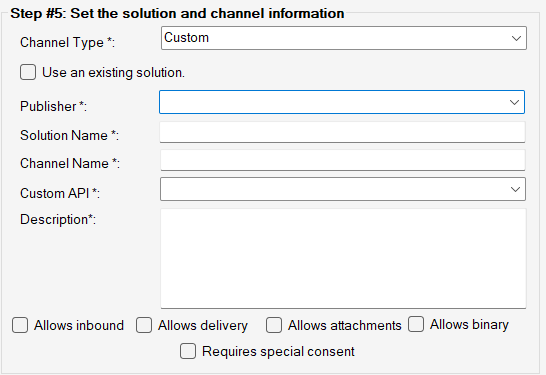 Step #5: Set the solution and channel information
Channel Type *: Custom
Use an existing solution.
Publisher *:
Solution Name *:
Channel Name *:
Custom API *:
Description*:
Allows inbound Allows delivery Allows attachments Allows binary
Requires special consent